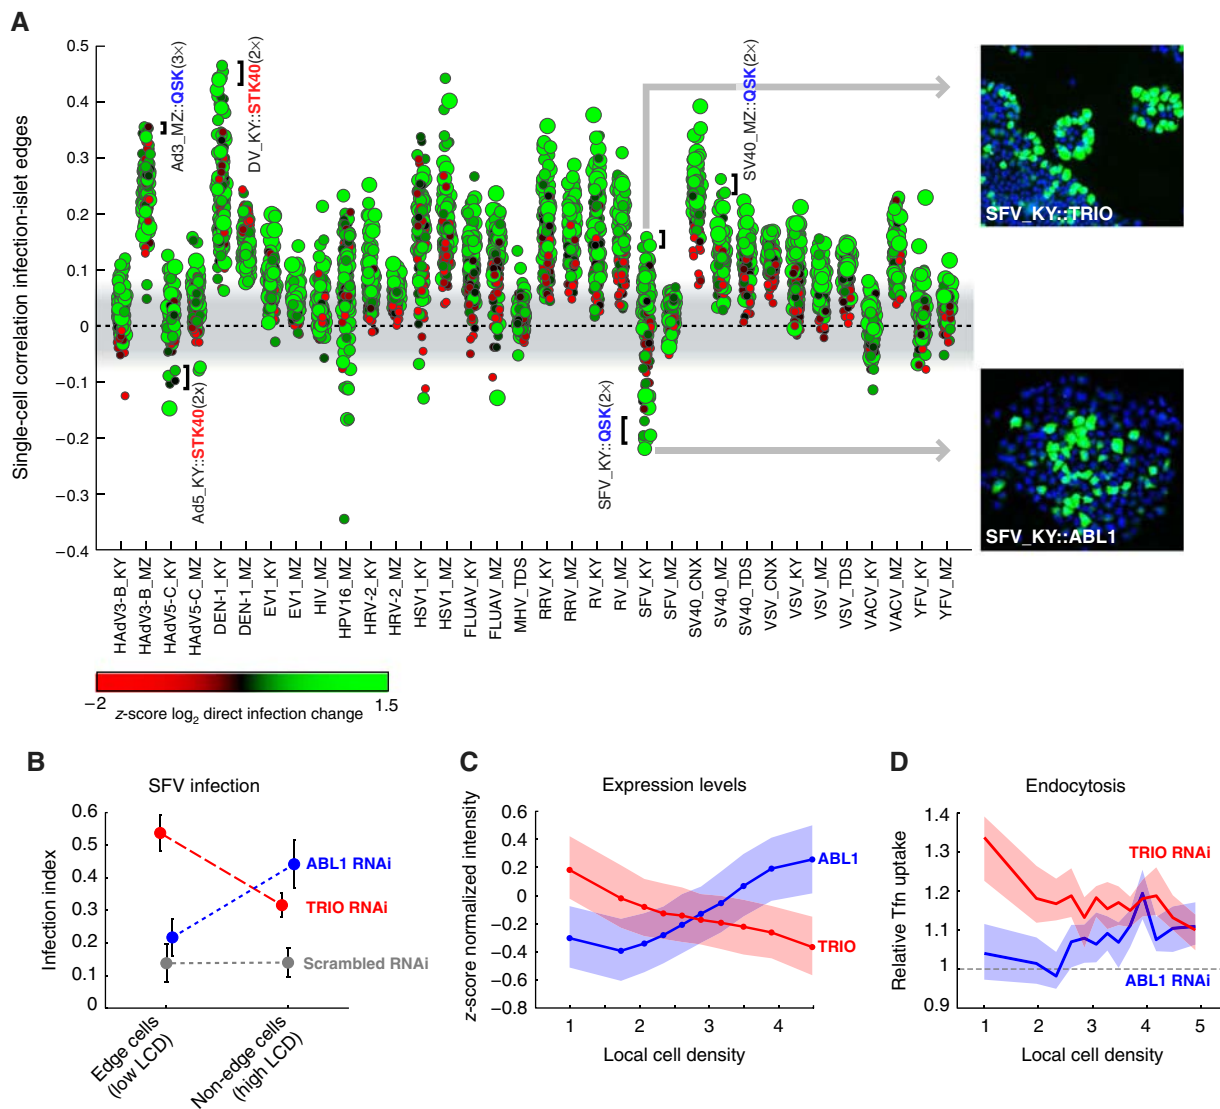 A
Single-cell correlation infection-islet edges
0.5
0.4
0.3
0.2
0.1
0
−0.1
−0.2
−0.3
−0.4
Ad3_MZ::QSK(3×)
DV_KY::STK40(2×)
Ad5_KY::STK40(2x)
SFV_KY::QSK(2×)
SV40_MZ::QSK(2×)
SFV_KY::TRIO
SFV_KY::ABL1
HAdV3-B_KY
HAdV3-B_MZ
HAdV5-C_KY
HAdV5-C_MZ
DEN-1_KY
DEN-1_MZ
EV1_KY
EV1_MZ
HIV_MZ
HPV16_MZ
HRV-2_KY
HRV-2_MZ
HSV1_KY
HSV1_MZ
FLUAV_KY
FLUAV_MZ
MHV_TDS
RRV_KY
RRV_MZ
RV_KY
RV_MZ
SFV_KY
SFV_MZ
SV40_CNX
SV40_MZ
SV40_TDS
VSV_CNX
VSV_KY
VSV_MZ
VSV_TDS
VACV_KY
VACV_MZ
YFV_KY
YFV_MZ
−2
1.5
z-score log2 direct infection change
B
SFV infection
Infection index
0.6
0.5
0.4
0.3
0.2
0.1
0
ABL1 RNAi
TRIO RNAi
Scrambled RNAi
Edge cells
(low LCD)
Non-edge cells
(high LCD)
C
Expression levels
z-score normalized intensity
0.6
0.4
0.2
0
−0.2
−0.4
−0.6
−0.8
ABL1
TRIO
1
2
3
4
Local cell density
D
Endocytosis
Relative Tfn uptake
1.4
1.3
1.2
1.1
1
0.9
TRIO RNAi
ABL1 RNAi
1
2
3
4
5
Local cell density